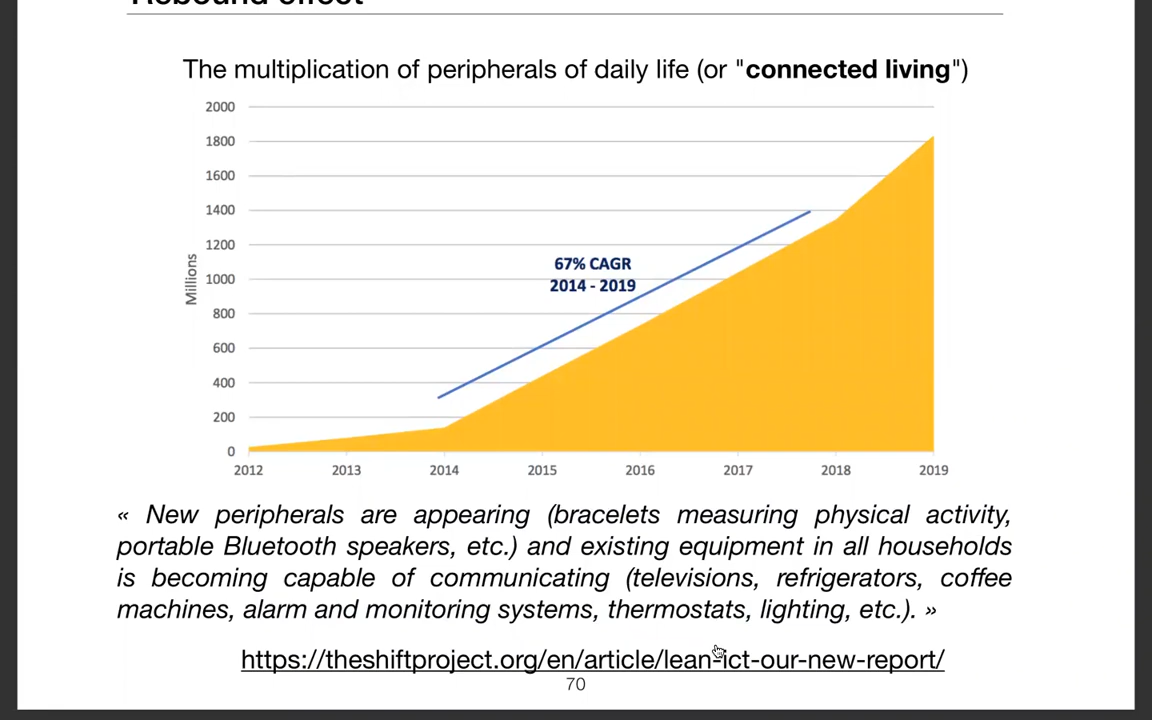 Rebound effect
The multiplication of peripherals of daily life (or "connected living")
2000
1800
1600
1400
1200
1000
800
600
400
200
0
Millions
67% CAGR
2014 - 2019
2012 2013 2014 2015 2016 2017 2018 2019
« New peripherals are appearing (bracelets measuring physical activity,
portable Bluetooth speakers, etc.) and existing equipment in all households
is becoming capable of communicating (televisions, refrigerators, coffee
machines, alarm and monitoring systems, thermostats, lighting, etc.). »
https://theshiftproject.org/en/article/lean-ict-our-new-report/
70